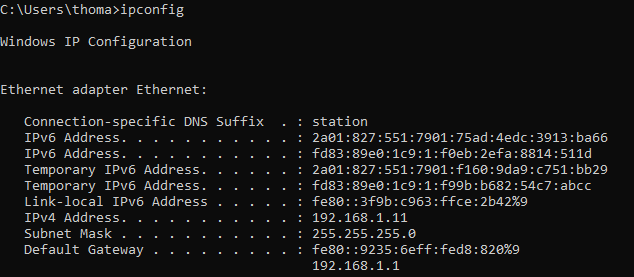 C:\Users\thoma>ipconfig
Windows IP Configuration
Ethernet adapter Ethernet:
Connection-specific DNS Suffix  . : station
IPv6 Address. . . . . . . . . . . : 2a01:827:551:7901:75ad:4edc:3913:ba66
IPv6 Address. . . . . . . . . . . : fd83:89e0:1c9:1:f0eb:2efa:8814:511d
Temporary IPv6 Address. . . . . . : 2a01:827:551:7901:f160:9da9:c751:bb29
Temporary IPv6 Address. . . . . . : fd83:89e0:1c9:1:f99b:b682:54c7:abcc
Link-local IPv6 Address . . . . . : fe80::3f9b:c963:ffce:2b42%9
IPv4 Address. . . . . . . . . . . : 192.168.1.11
Subnet Mask . . . . . . . . . . . : 255.255.255.0
Default Gateway . . . . . . . . . : fe80::9235:6eff:fed8:820%9
192.168.1.1